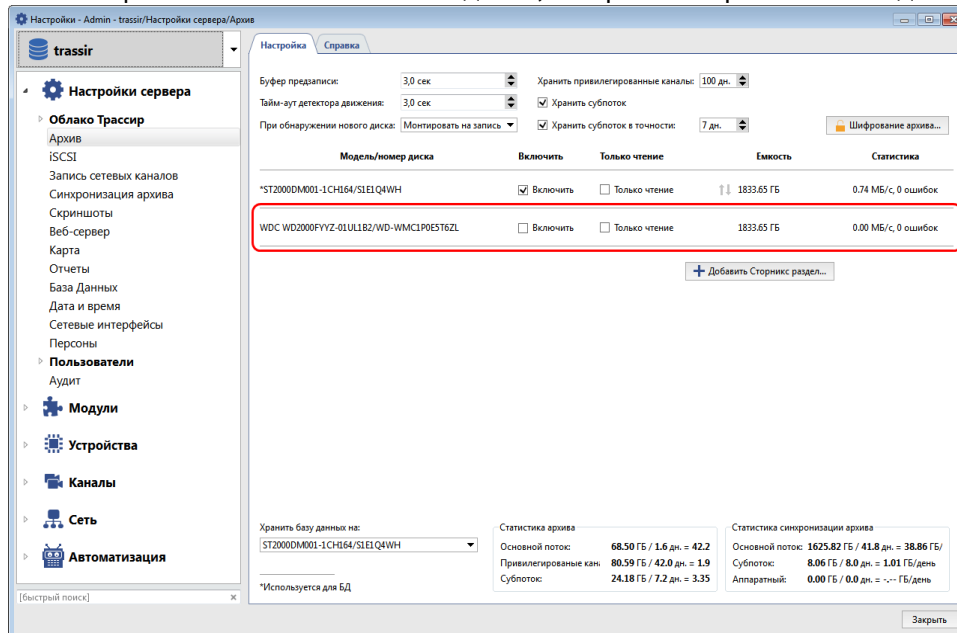 Настройки - Admin - trassir/Настройки сервера/Архив
trassir
Настройки сервера
Облако Трассир
Архив
iSCSI
Запись сетевых каналов
Синхронизация архива
Скриншоты
Веб-сервер
Карта
Отчеты
База Данных
Дата и время
Сетевые интерфейсы
Персоны
Пользователи
Аудит
Модули
Устройства
Каналы
Сеть
Автоматизация
[быстрый поиск]
Настройка Справка
Буфер предзаписи: 3,0 сек Хранить привилегированные каналы: 100 дн.
Тайм-аут детектора движения: 3,0 сек Хранить субпоток
При обнаружении нового диска: Монтировать на запись Хранить субпоток в точности: 7 дн. Шифрование архива...
Модель/номер диска Включить Только чтение Емкость Статистика
*ST2000DM001-1CH164/S1E1Q4WH Включить Только чтение 1833.65 ГБ 0.74 МБ/с, 0 ошибок
WDC WD2000FYYZ-01UL1B2/WD-WMC1P0E5T6ZL Включить Только чтение 1833.65 ГБ 0.00 МБ/с, 0 ошибок
+ Добавить Сторникс раздел...
Хранить базу данных на:
ST2000DM001-1CH164/S1E1Q4WH
*Используется для БД
Статистика архива
Основной поток: 68.50 ГБ / 1.6 дн. = 42.2
Привилегированые кан 80.59 ГБ / 42.0 дн. = 1.9
Субпоток: 24.18 ГБ / 7.2 дн. = 3.35
Статистика синхронизации архива
Основной поток: 1625.82 ГБ / 41.8 дн. = 38.86 ГБ/
Субпоток: 8.06 ГБ / 8.0 дн. = 1.01 ГБ/день
Аппаратный: 0.00 ГБ / 0.0 дн. = -.-- ГБ/день
Закрыть